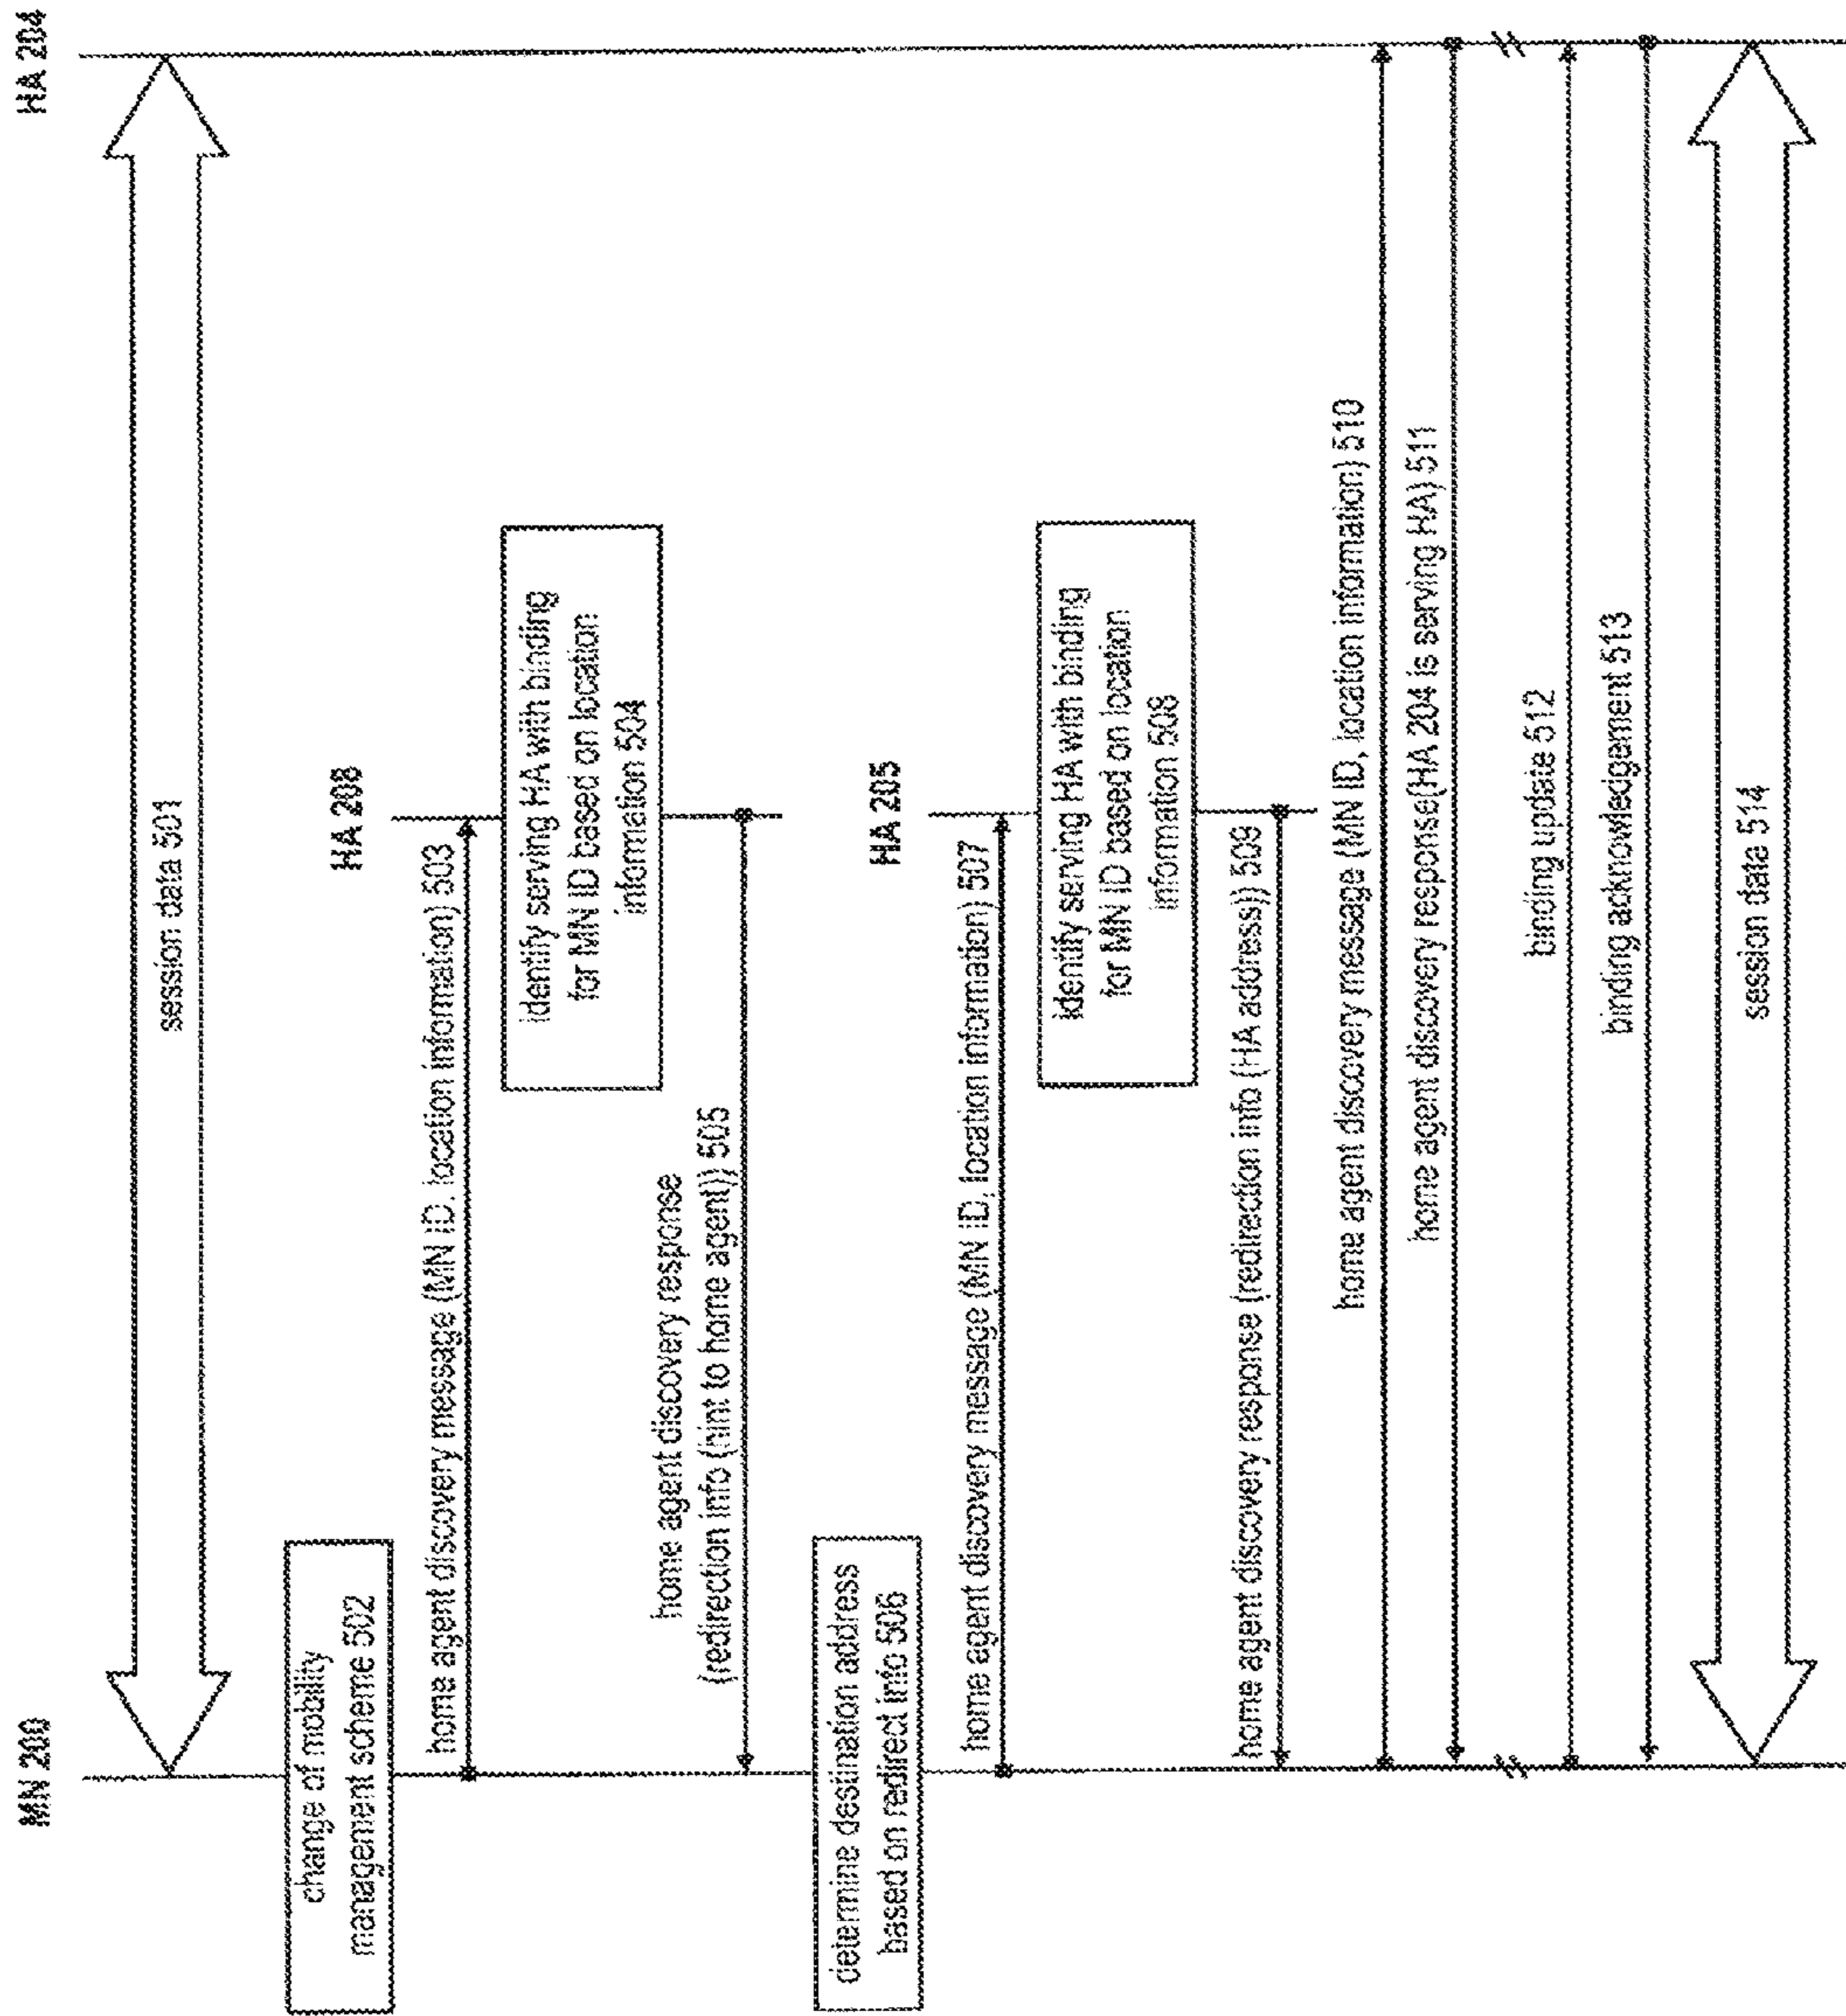 MN 200
HA 204
session data 501
change of mobility
management scheme 502
HA 208
home agent discovery message (MN ID, location information) 503
identify serving HA with binding
for MN ID based on location
information 504
home agent discovery response
(redirection info (hint to home agent)) 505
determine destination address
based on redirect info 506
HA 205
home agent discovery message (MN ID, location information) 507
identify serving HA with binding
for MN ID based on location
information 508
home agent discovery response (redirection info (HA address)) 509
home agent discovery message (MN ID, location information) 510
home agent discovery response(HA 204 is serving HA) 511
binding update 512
binding acknowledgement 513
session date 514